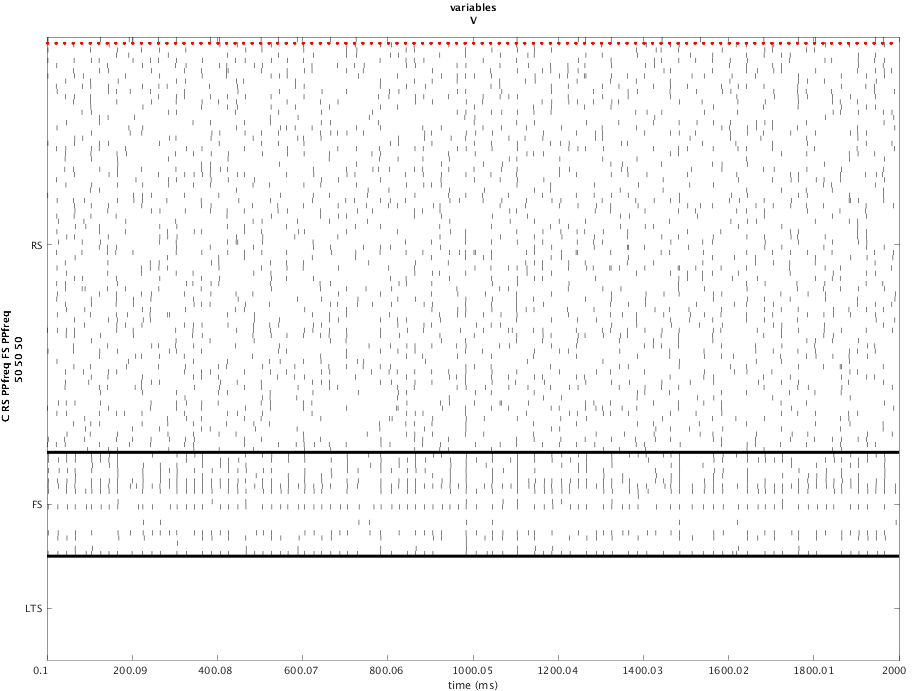 variables
V
C RS PPfreq FS PPfreq
50 50 50
RS
FS
LTS
0.1 200.09 400.08 600.07 800.06 1000.05 1200.04 1400.03 1600.02 1800.01 2000
time (ms)